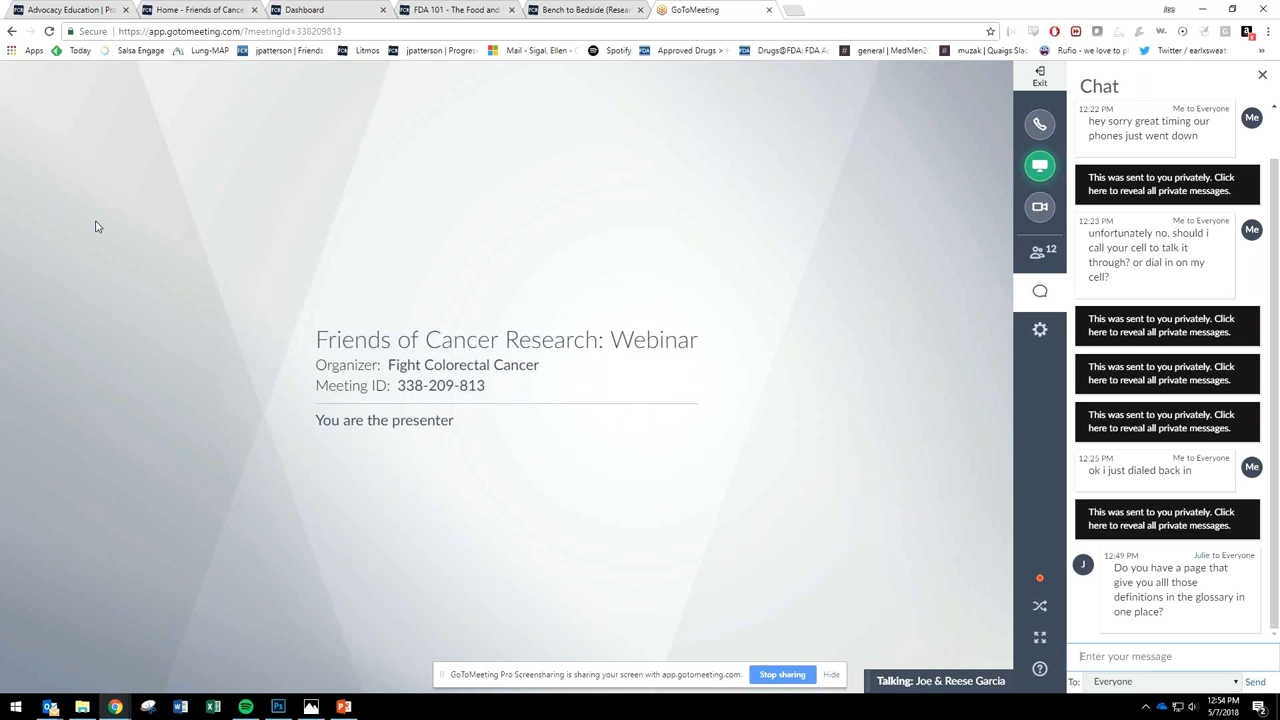 Advocacy Education | Pro
Home - Friends of Cance
Dashboard
FDA 101 - The Food and
Bench to Bedside (Resea
GoToMeeting
Secure
https://app.gotomeeting.com/?meetingId=338209813
Apps
Today
Salsa Engage
Lung-MAP
jpatterson | Friends
Litmos
jpatterson | Progres
Mail - Sigal, Ellen - C
Spotify
Approved Drugs >
Drugs@FDA: FDA A
general | MedMen2
muzak | Quaigs Slac
Rufio - we love to pl
Twitter / earlxsweat
Exit
12
Friends of Cancer Research: Webinar
Organizer: Fight Colorectal Cancer
Meeting ID: 338-209-813
You are the presenter
Chat
12:22 PM Me to Everyone
Me
hey sorry great timing our
phones just went down
This was sent to you privately. Click
here to reveal all private messages.
12:23 PM Me to Everyone
Me
unfortunately no, should i
call your cell to talk it
through? or dial in on my
cell?
This was sent to you privately. Click
here to reveal all private messages.
This was sent to you privately. Click
here to reveal all private messages.
This was sent to you privately. Click
here to reveal all private messages.
12:25 PM Me to Everyone
Me
ok i just dialed back in
This was sent to you privately. Click
here to reveal all private messages.
12:49 PM Julie to Everyone
J
Do you have a page that
give you alll those
definitions in the glossary in
one place?
Enter your message
To: Everyone Send
GoToMeeting Pro Screensharing is sharing your screen with app.gotomeeting.com.
Stop sharing
Hide
Talking: Joe & Reese Garcia
12:54 PM
5/7/2018
2